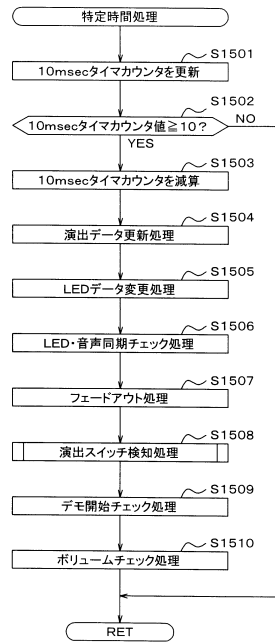 特定時間処理
S1501
10msecタイマカウンタを更新
S1502
10msecタイマカウンタ値≧10?
NO
YES
S1503
10msecタイマカウンタを減算
S1504
演出データ更新処理
S1505
LEDデータ変更処理
S1506
LED・音声同期チェック処理
S1507
フェードアウト処理
S1508
演出スイッチ検知処理
S1509
デモ開始チェック処理
S1510
ボリュームチェック処理
RET